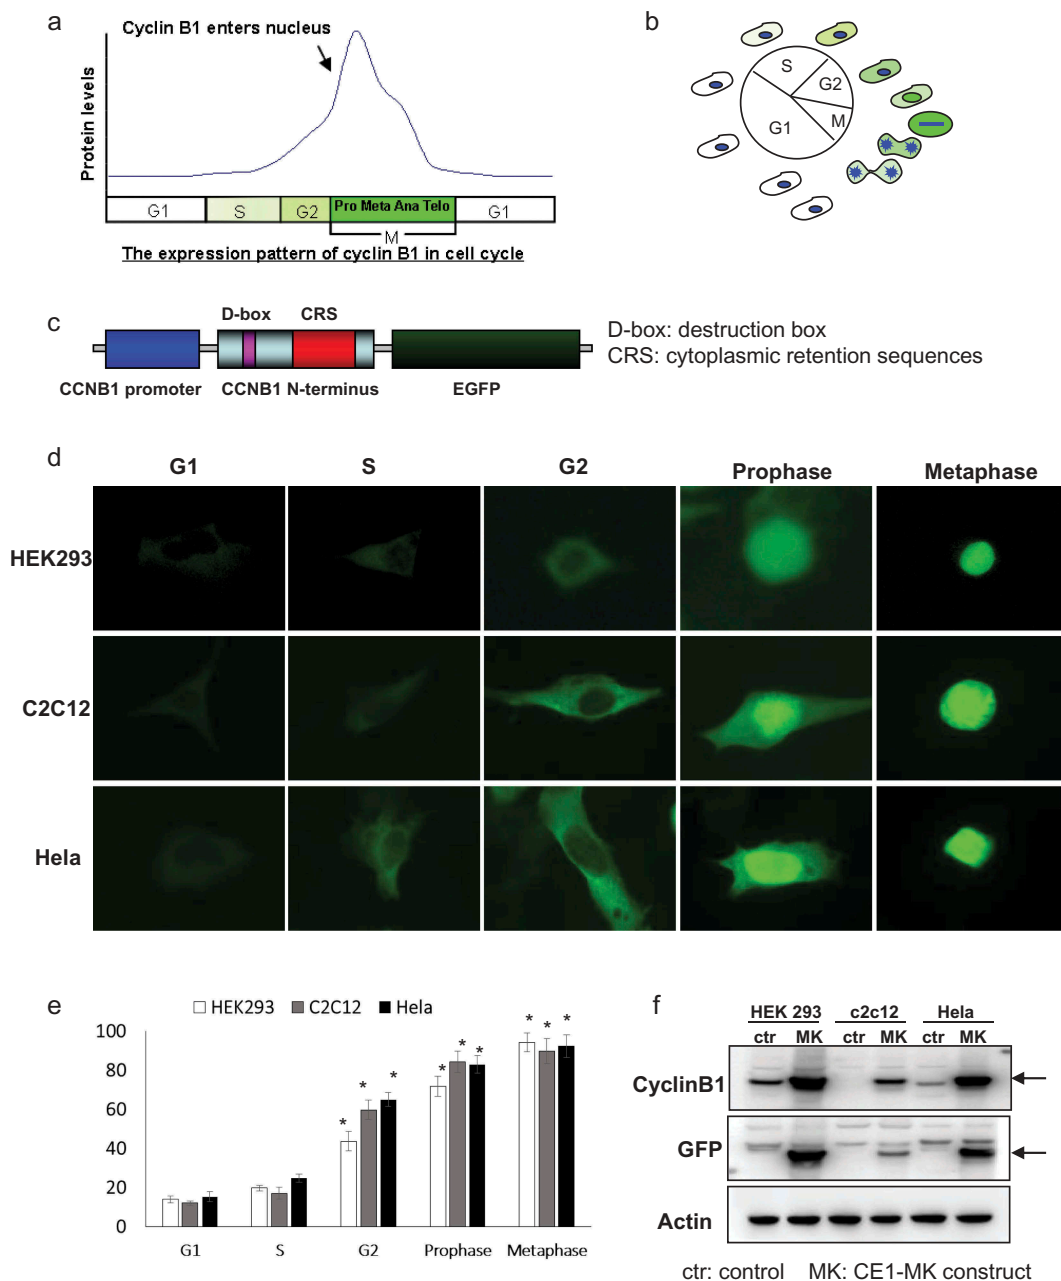 a
Cyclin B1 enters nucleus
Protein levels
G1 S G2 Pro Meta Ana Telo G1
M
The expression pattern of cyclin B1 in cell cycle
b
S
G2
M
G1
c
D-box CRS
CCNB1 promoter CCNB1 N-terminus EGFP
D-box: destruction box
CRS: cytoplasmic retention sequences
d
G1 S G2 Prophase Metaphase
HEK293
C2C12
Hela
e
HEK293 C2C12 Hela
100
80
60
40
20
0
* * * * * * * * *
G1 S G2 Prophase Metaphase
f
HEK 293 c2c12 Hela
ctr MK ctr MK ctr MK
CyclinB1
GFP
Actin
ctr: control MK: CE1-MK construct